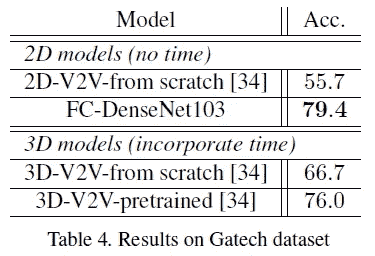 Model Acc.
2D models (no time)
2D-V2V-from scratch [34] 55.7
FC-DenseNet103 79.4
3D models (incorporate time)
3D-V2V-from scratch [34] 66.7
3D-V2V-pretrained [34] 76.0
Table 4. Results on Gatech dataset